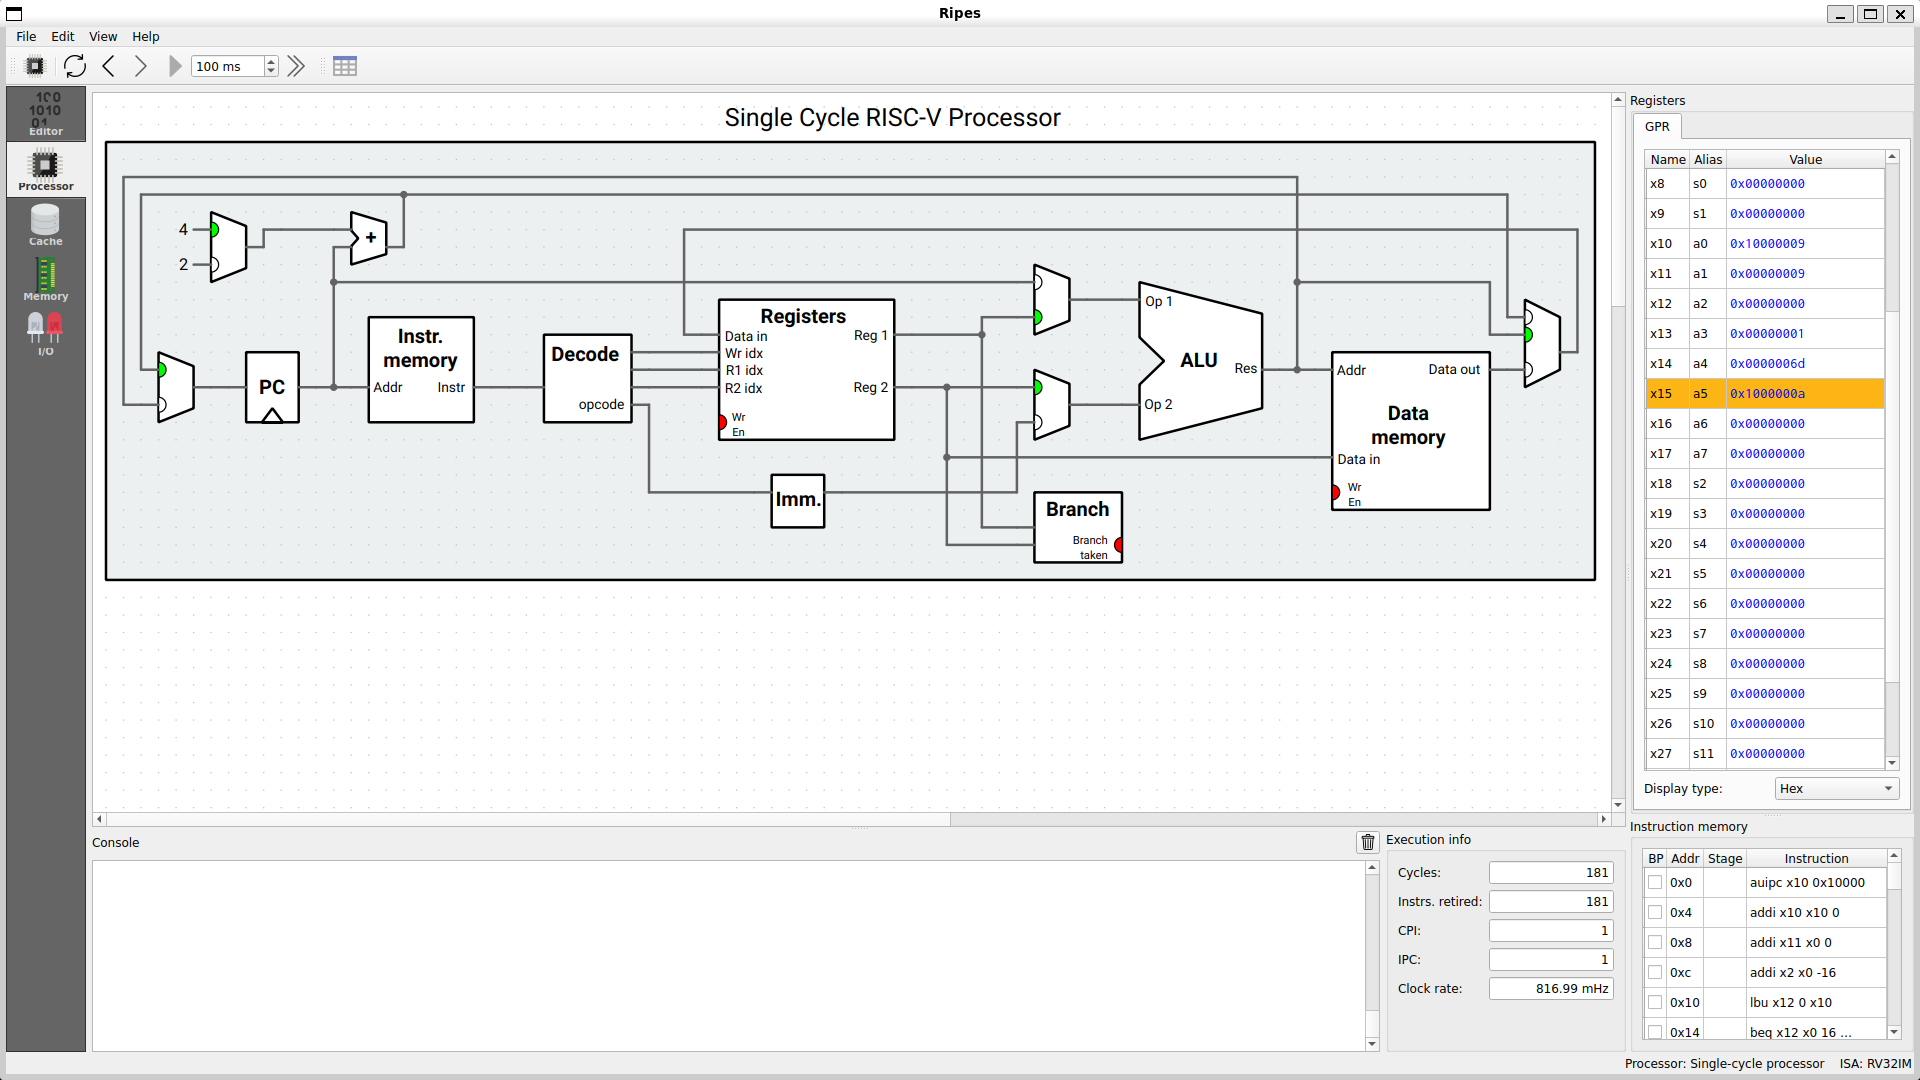 Ripes
File Edit View Help
100 ms
Editor
Processor
Cache
Memory
I/O
Single Cycle RISC-V Processor
4
2
+
PC
Instr. memory
Addr
Instr
Decode
opcode
Registers
Data in
Wr idx
R1 idx
R2 idx
Wr En
Reg 1
Reg 2
Imm.
Op 1
ALU
Res
Op 2
Branch
Branch taken
Addr
Data out
Data memory
Data in
Wr En
Registers
GPR
Name Alias Value
x8 s0 0x00000000
x9 s1 0x00000000
x10 a0 0x10000009
x11 a1 0x00000009
x12 a2 0x00000000
x13 a3 0x00000001
x14 a4 0x0000006d
x15 a5 0x1000000a
x16 a6 0x00000000
x17 a7 0x00000000
x18 s2 0x00000000
x19 s3 0x00000000
x20 s4 0x00000000
x21 s5 0x00000000
x22 s6 0x00000000
x23 s7 0x00000000
x24 s8 0x00000000
x25 s9 0x00000000
x26 s10 0x00000000
x27 s11 0x00000000
Display type: Hex
Console
Execution info
Cycles: 181
Instrs. retired: 181
CPI: 1
IPC: 1
Clock rate: 816.99 mHz
Instruction memory
BP Addr Stage Instruction
0x0 auipc x10 0x10000
0x4 addi x10 x10 0
0x8 addi x11 x0 0
0xc addi x2 x0 -16
0x10 lbu x12 0 x10
0x14 beq x12 x0 16 ...
Processor: Single-cycle processor ISA: RV32IM